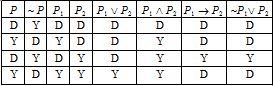 P ~ P P₁ P₂ P₁ ∨ P₂ P₁ ∧ P₂ P₁ → P₂ ~P₁∨ P₂
D Y D D D D D D
Y D Y D D Y D D
D Y D Y D Y Y Y
Y D Y Y Y Y D D